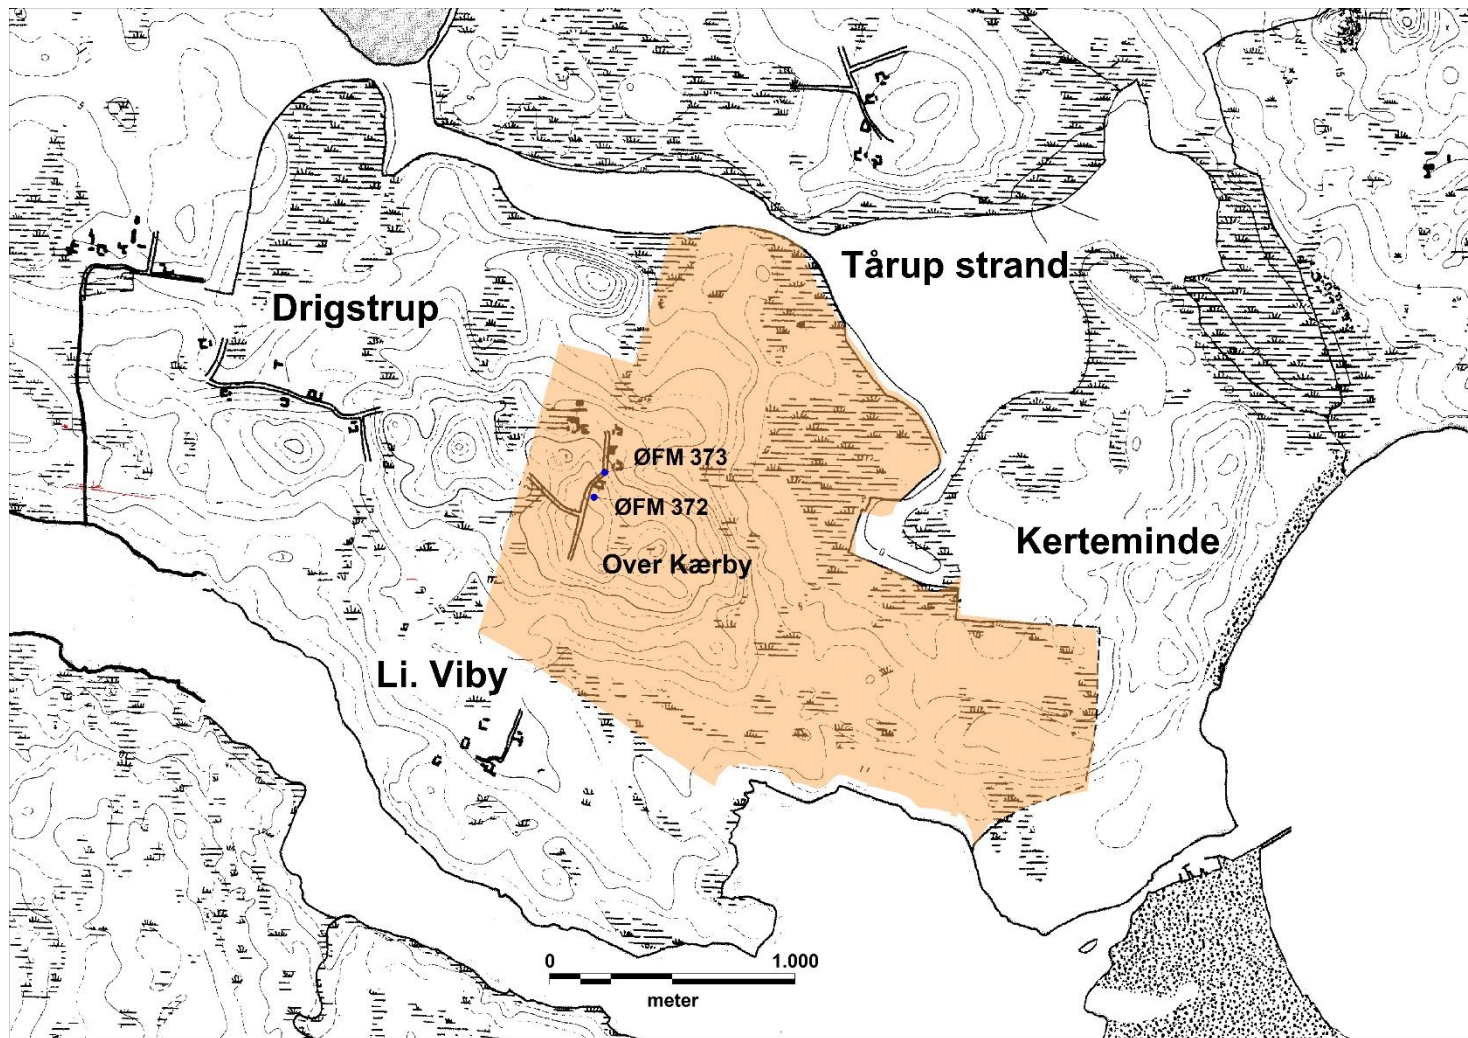 Tårup strand
Drigstrup
ØFM 373
ØFM 372
Kerteminde
Over Kærby
Li. Viby
0 1.000
meter